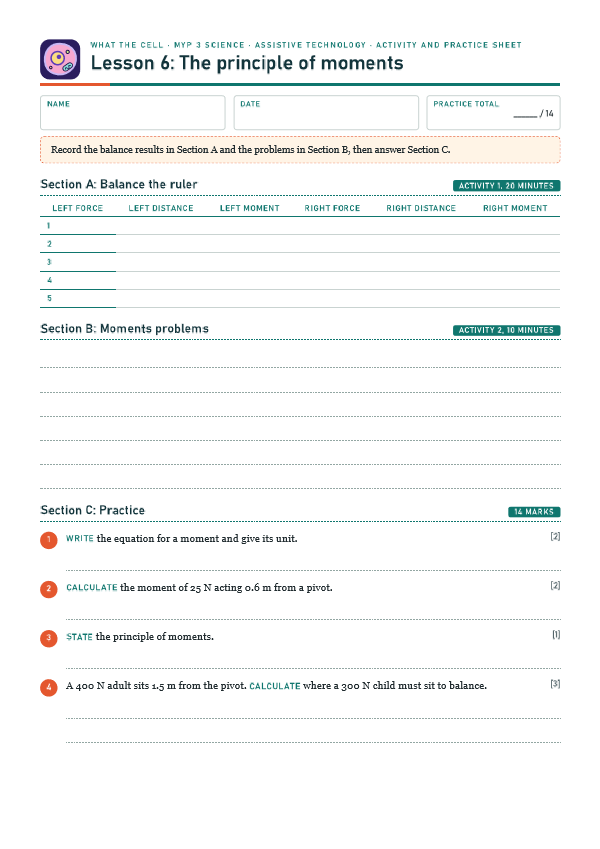 WHAT THE CELL · MYP 3 SCIENCE · ASSISTIVE TECHNOLOGY · ACTIVITY AND PRACTICE SHEET
Lesson 6: The principle of moments
NAME
DATE
PRACTICE TOTAL
_____ / 14
Record the balance results in Section A and the problems in Section B, then answer Section C.
Section A: Balance the ruler
ACTIVITY 1, 20 MINUTES
LEFT FORCE LEFT DISTANCE LEFT MOMENT RIGHT FORCE RIGHT DISTANCE RIGHT MOMENT
1
2
3
4
5
Section B: Moments problems
ACTIVITY 2, 10 MINUTES
Section C: Practice
14 MARKS
1 WRITE the equation for a moment and give its unit. [2]
2 CALCULATE the moment of 25 N acting 0.6 m from a pivot. [2]
3 STATE the principle of moments. [1]
4 A 400 N adult sits 1.5 m from the pivot. CALCULATE where a 300 N child must sit to balance. [3]